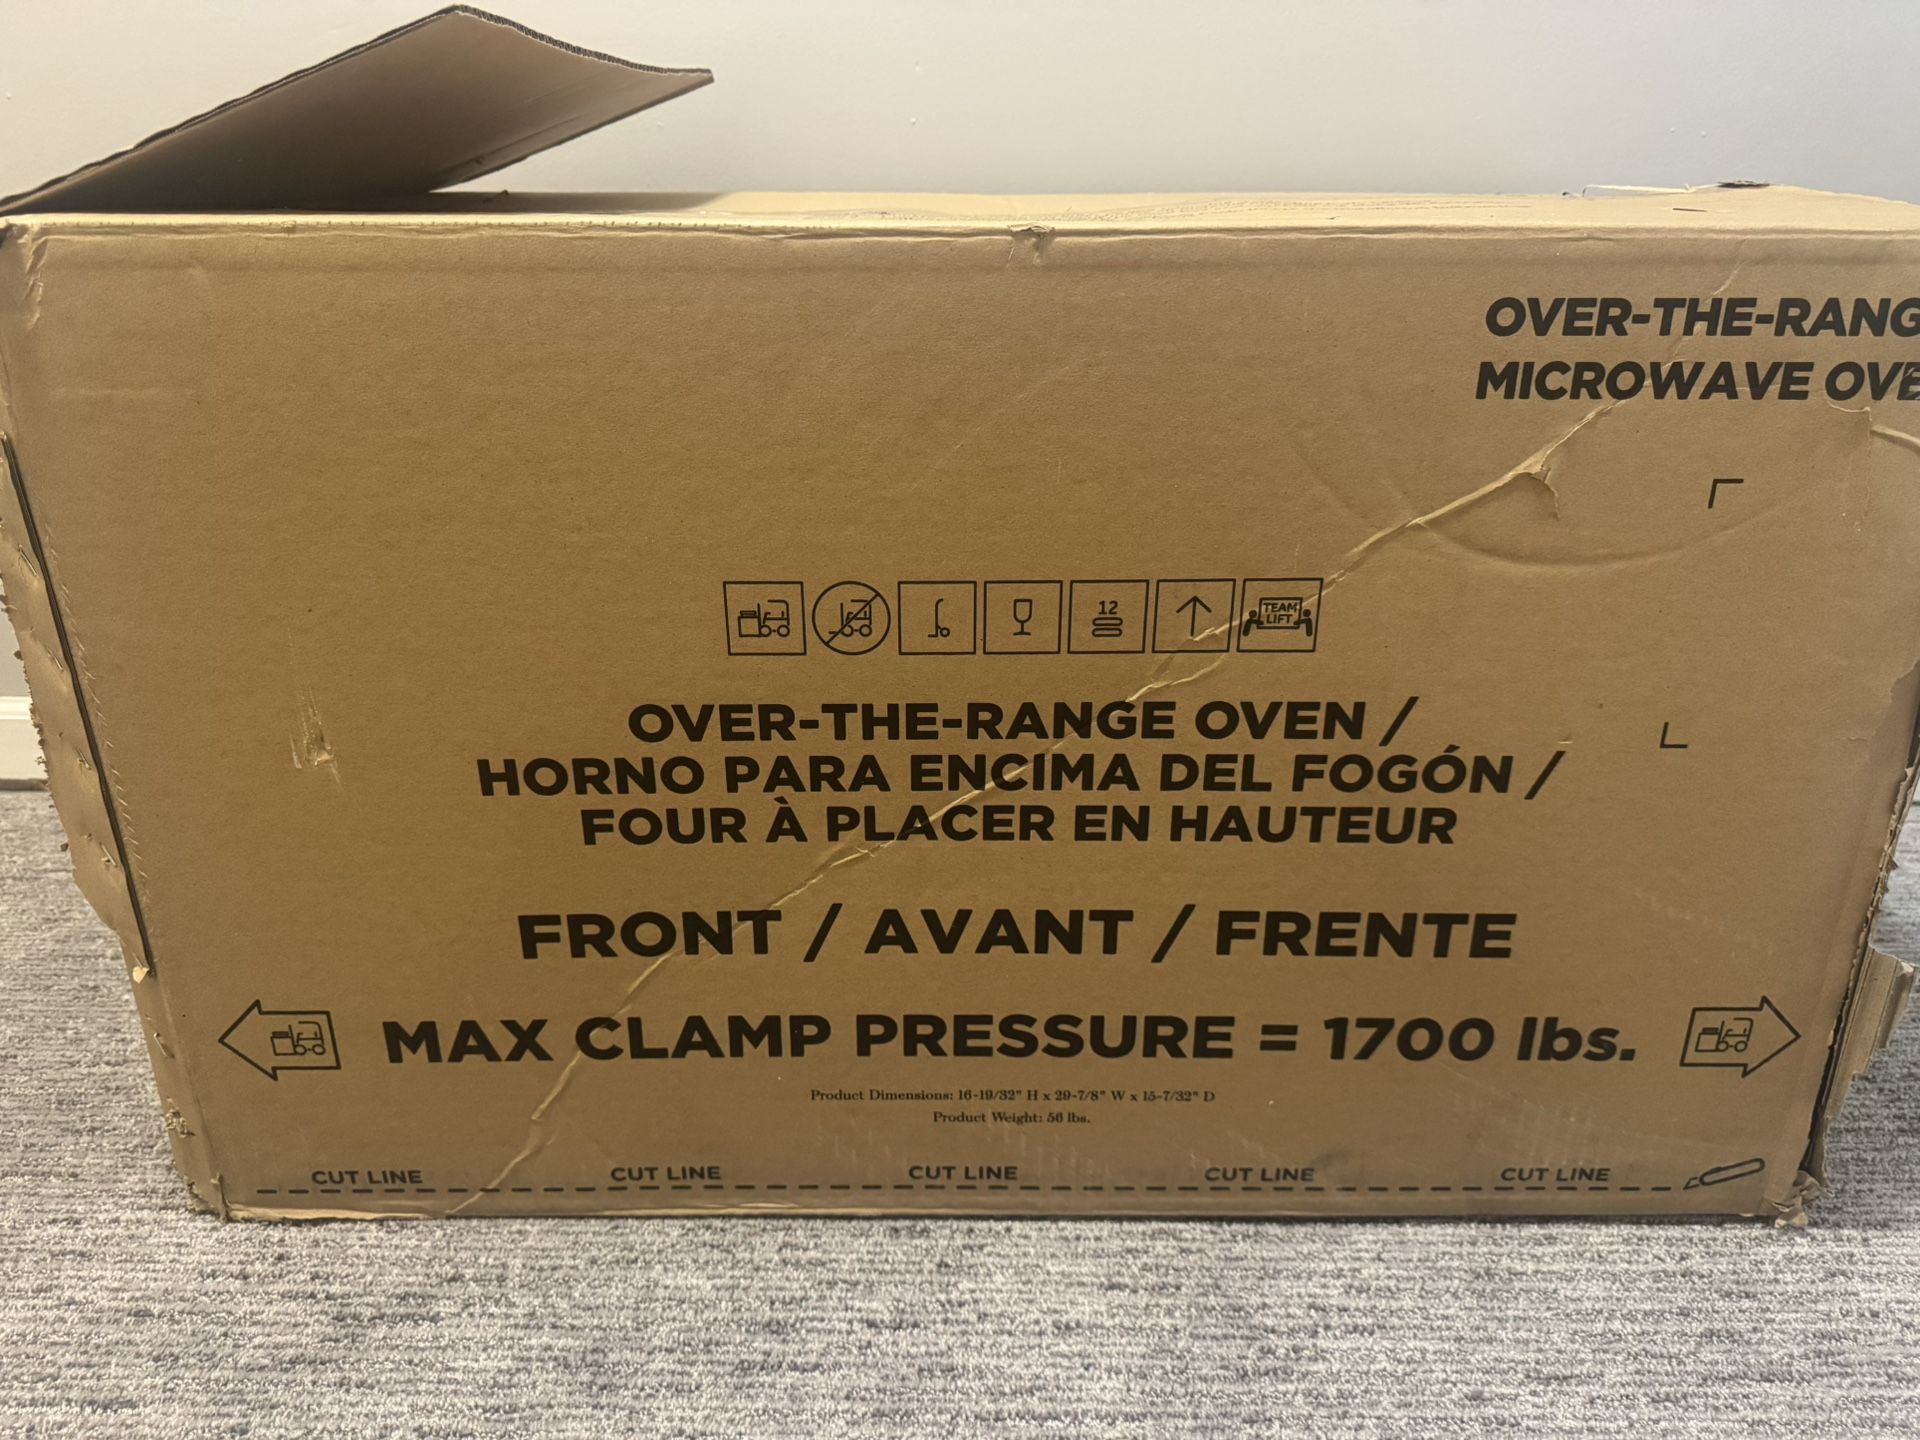 OVER-THE-RANG
MICROWAVE OVE
12
TEAM
LIFT
OVER-THE-RANGE OVEN /
HORNO PARA ENCIMA DEL FOGÓN /
FOUR À PLACER EN HAUTEUR
FRONT / AVANT / FRENTE
MAX CLAMP PRESSURE = 1700 lbs.
Product Dimensions: 16-19/32" H x 29-7/8" W x 15-7/32" D
Product Weight: 56 lbs.
CUT LINE CUT LINE CUT LINE CUT LINE CUT LINE